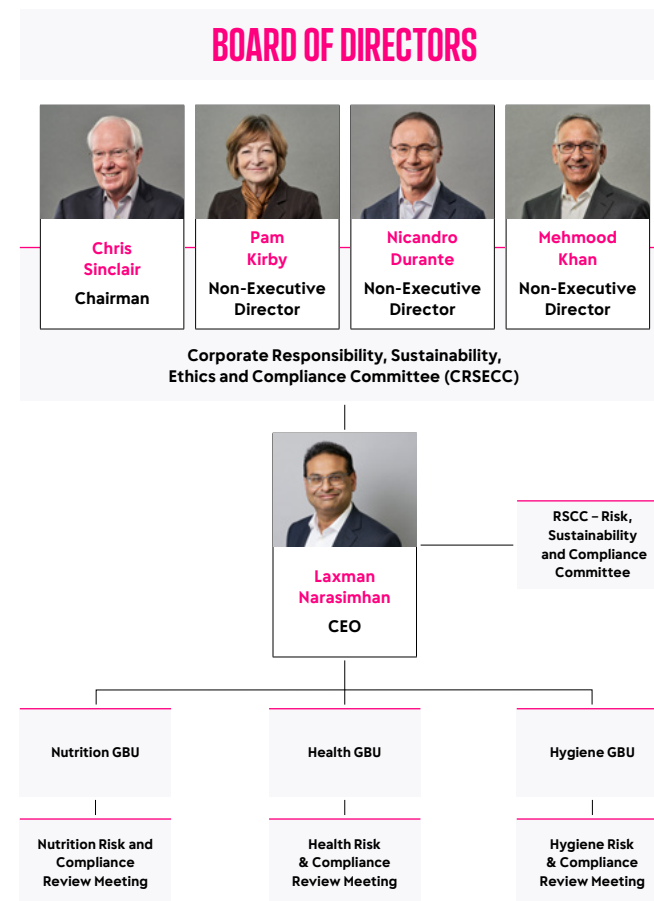 BOARD OF DIRECTORS
Chris
Sinclair
Chairman
Pam
Kirby
Non-Executive
Director
Nicandro
Durante
Non-Executive
Director
Mehmood
Khan
Non-Executive
Director
Corporate Responsibility, Sustainability,
Ethics and Compliance Committee (CRSECC)
Laxman
Narasimhan
CEO
RSCC – Risk,
Sustainability
and Compliance
Committee
Nutrition GBU
Health GBU
Hygiene GBU
Nutrition Risk and
Compliance
Review Meeting
Health Risk
& Compliance
Review Meeting
Hygiene Risk
& Compliance
Review Meeting